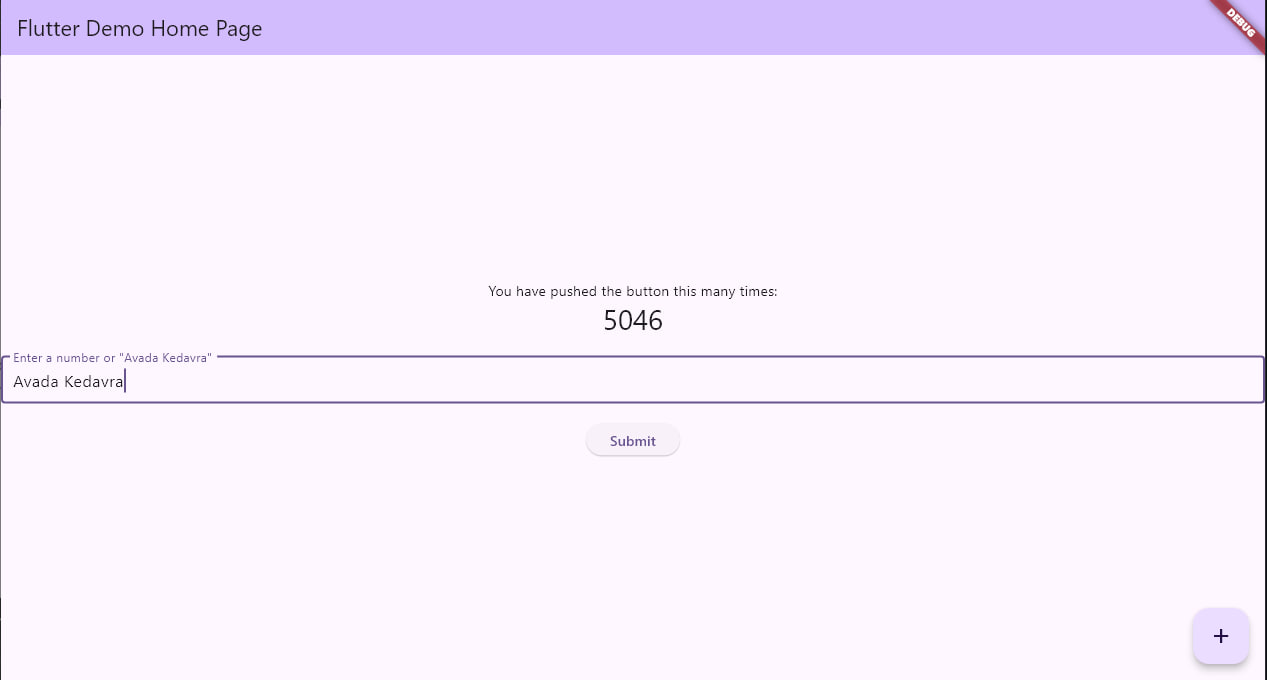 Flutter Demo Home Page
DEBUG
You have pushed the button this many times:
5046
Enter a number or "Avada Kedavra"
Avada Kedavra
Submit
+